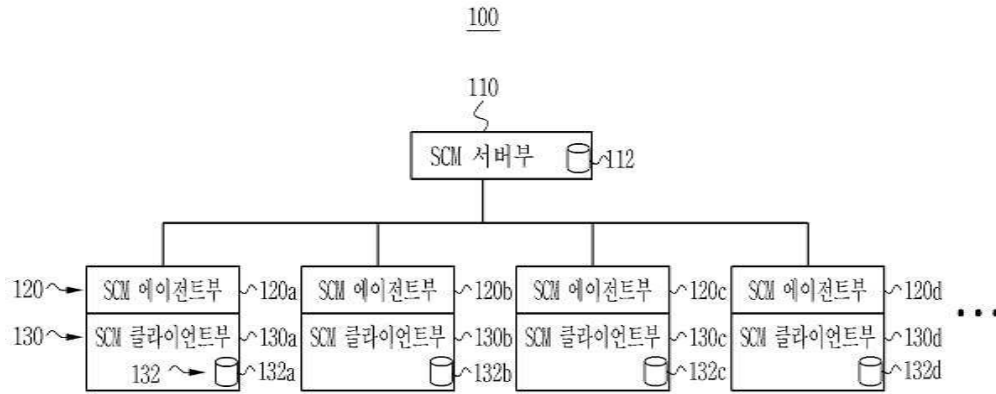 100
110
SCM 서버부 112
120 SCM 에이전트부 120a SCM 에이전트부 120b SCM 에이전트부 120c SCM 에이전트부 120d
130 SCM 클라이언트부 130a SCM 클라이언트부 130b SCM 클라이언트부 130c SCM 클라이언트부 130d
132 132a 132b 132c 132d